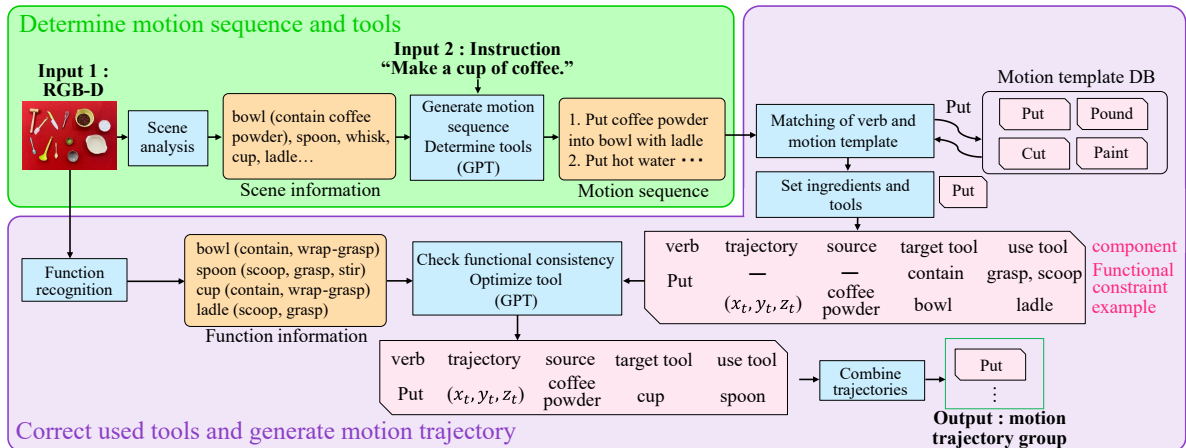 Determine motion sequence and tools
Input 1 :
RGB-D
Scene
analysis
bowl (contain coffee
powder), spoon, whisk,
cup, ladle…
Scene information
Input 2 : Instruction
“Make a cup of coffee.”
Generate motion
sequence
Determine tools
(GPT)
1. Put coffee powder
into bowl with ladle
2. Put hot water ⋯
Motion sequence
Matching of verb and
motion template
Put
Motion template DB
Put
Pound
Cut
Paint
Set ingredients and
tools
Put
Function
recognition
bowl (contain, wrap-grasp)
spoon (scoop, grasp, stir)
cup (contain, wrap-grasp)
ladle (scoop, grasp)
Function information
Check functional consistency
Optimize tool
(GPT)
verb trajectory source target tool use tool
component
Put — — contain grasp, scoop
Functional
constraint
(x_t, y_t, z_t) coffee powder bowl ladle
example
verb trajectory source target tool use tool
Put (x_t, y_t, z_t) coffee powder cup spoon
Combine
trajectories
Put
⋮
Output : motion
trajectory group
Correct used tools and generate motion trajectory